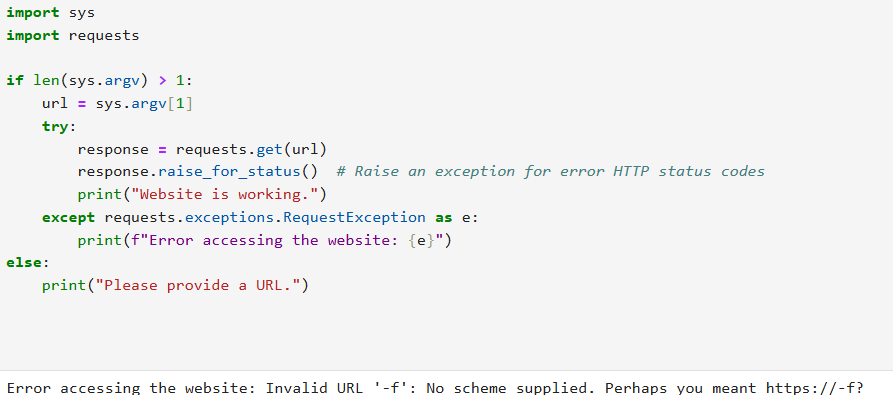 import sys
import requests
if len(sys.argv) > 1:
    url = sys.argv[1]
    try:
        response = requests.get(url)
        response.raise_for_status()  # Raise an exception for error HTTP status codes
        print("Website is working.")
    except requests.exceptions.RequestException as e:
        print(f"Error accessing the website: {e}")
else:
    print("Please provide a URL.")
Error accessing the website: Invalid URL '-f': No scheme supplied. Perhaps you meant https://-f?